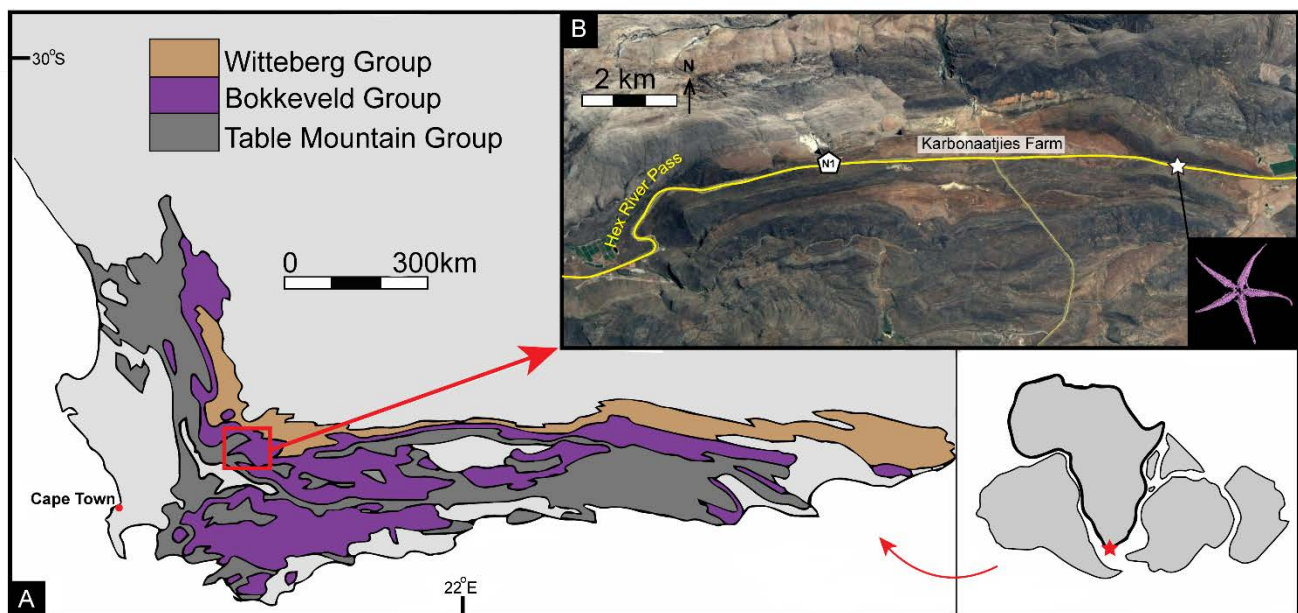 30°S
Witteberg Group
Bokkeveld Group
Table Mountain Group
0 300km
Cape Town
22°E
A
B
2 km
N
Karbonaatjies Farm
N1
Hex River Pass